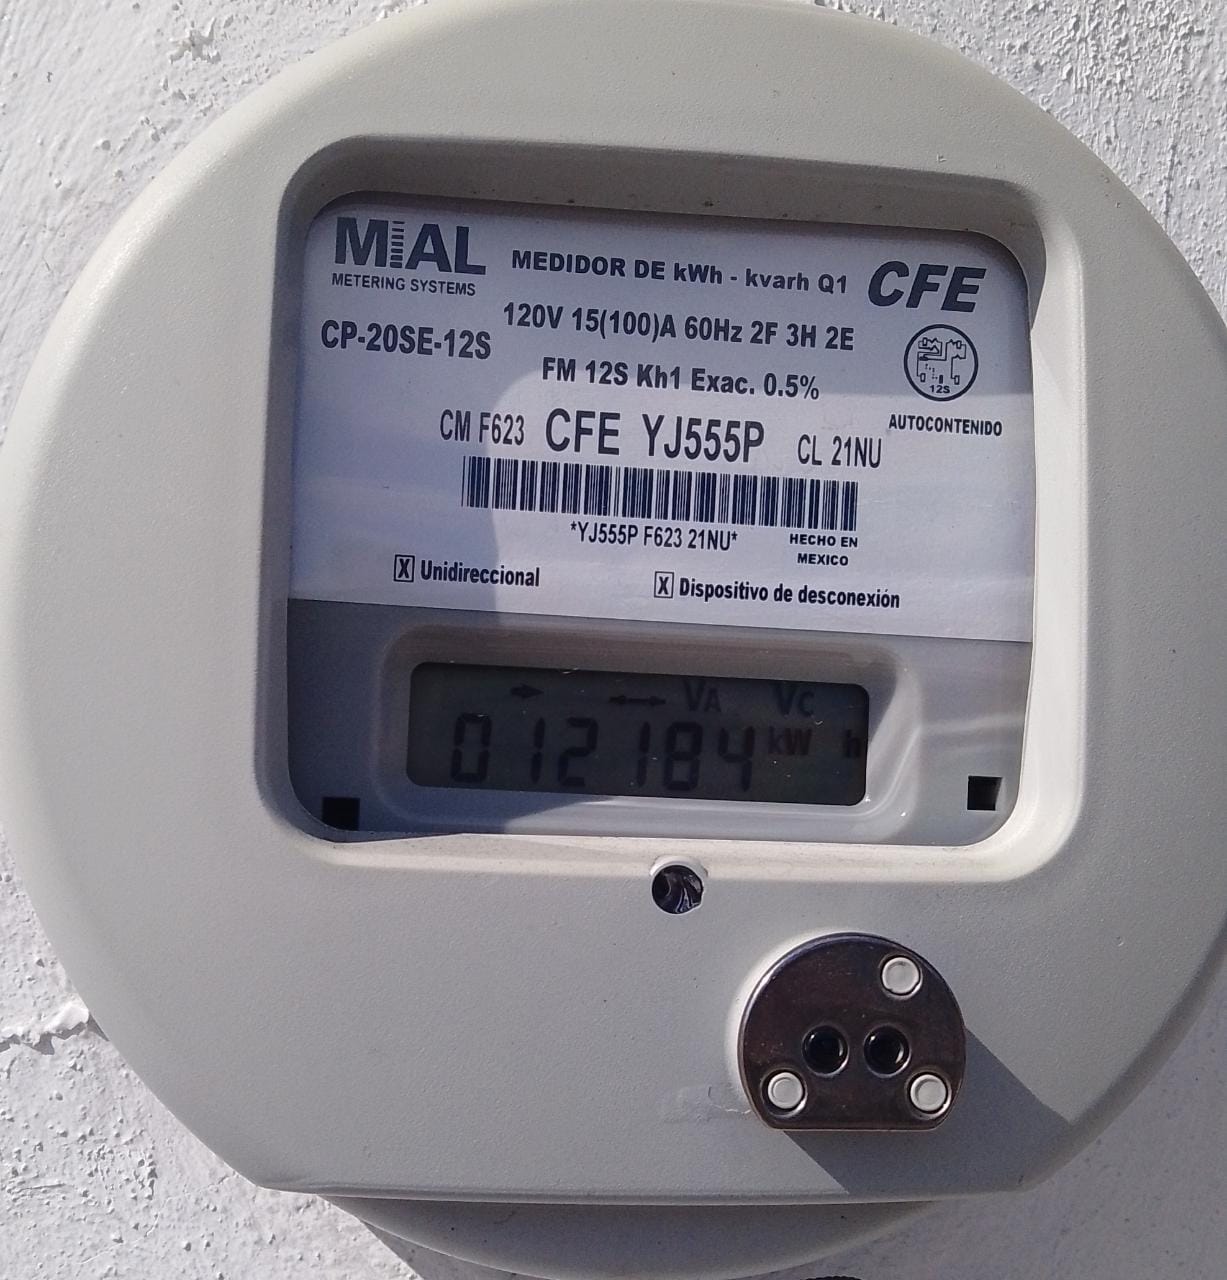 MIAL
METERING SYSTEMS
MEDIDOR DE kWh - kvarh Q1
CFE
CP-20SE-12S
120V 15(100)A 60Hz 2F 3H 2E
FM 12S Kh1 Exac. 0.5%
12S
AUTOCONTENIDO
CM F623 CFE YJ555P CL 21NU
*YJ555P F623 21NU*
HECHO EN
MEXICO
X Unidireccional
X Dispositivo de desconexión
VA VC
012184 kW h